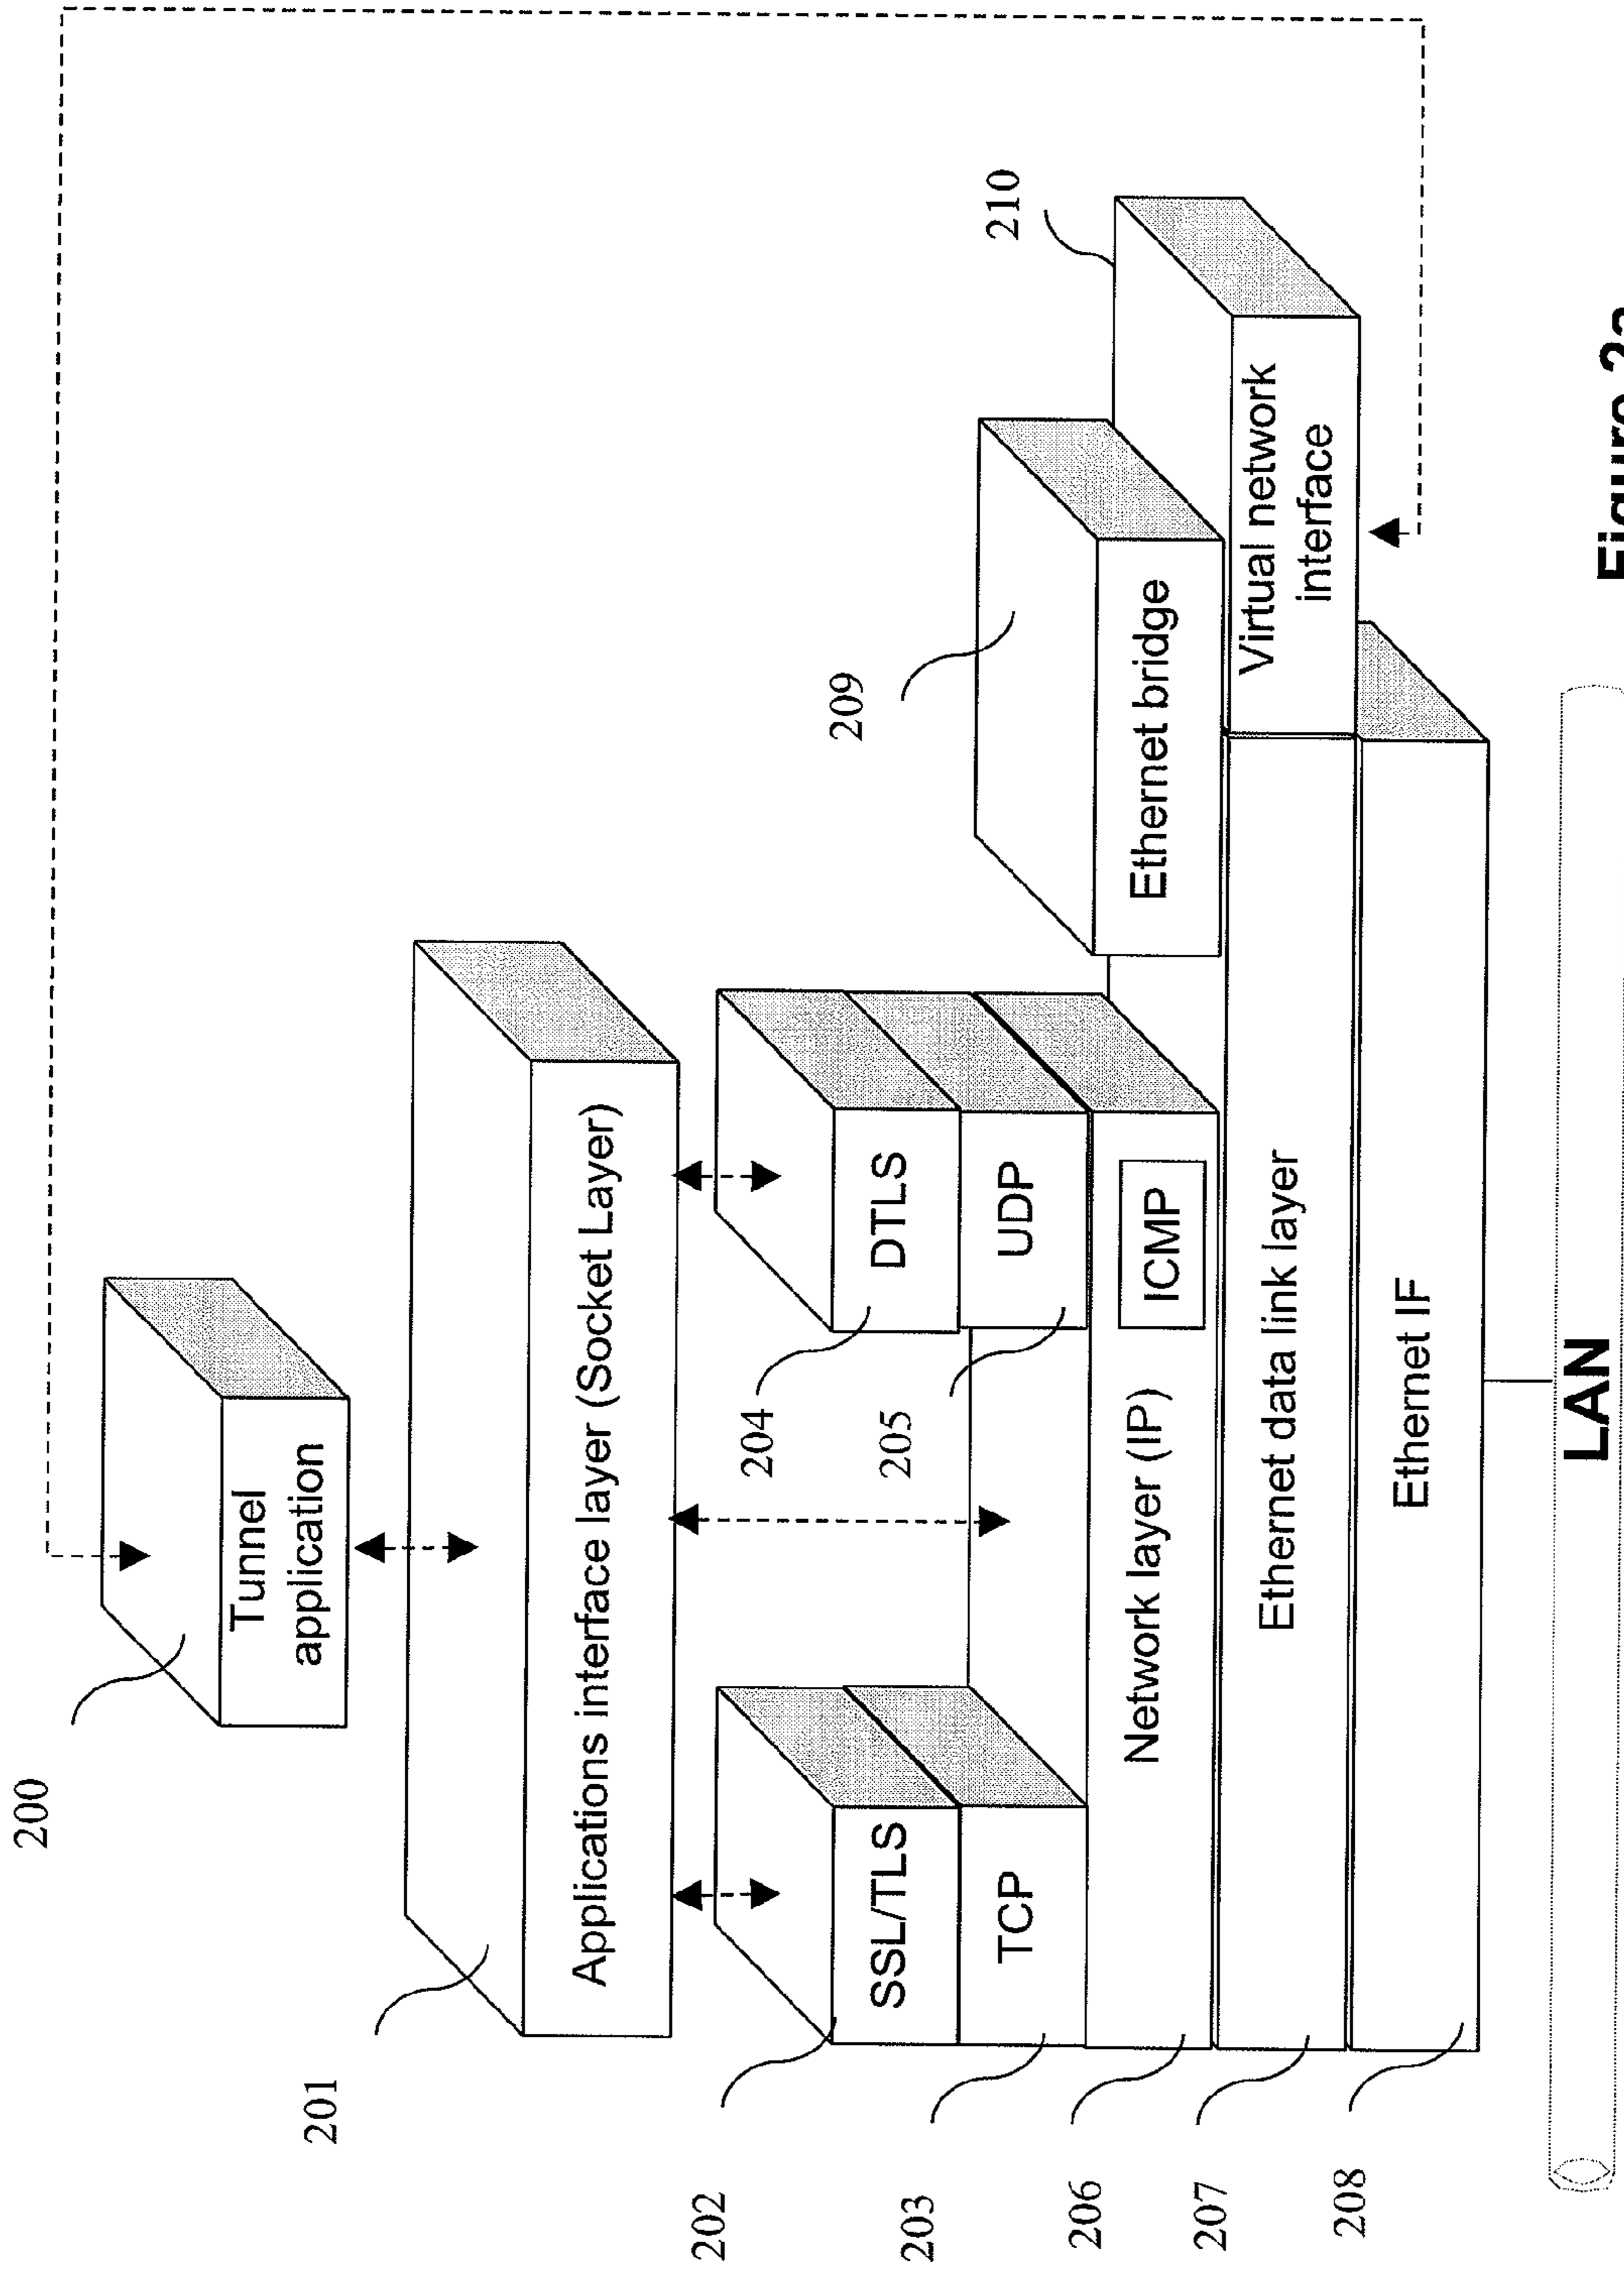 200
Tunnel
application
201
Applications interface layer (Socket Layer)
202
SSL/TLS
203
TCP
204
DTLS
205
UDP
206
Network layer (IP)
ICMP
209
Ethernet bridge
210
Virtual network
interface
207
Ethernet data link layer
208
Ethernet IF
LAN